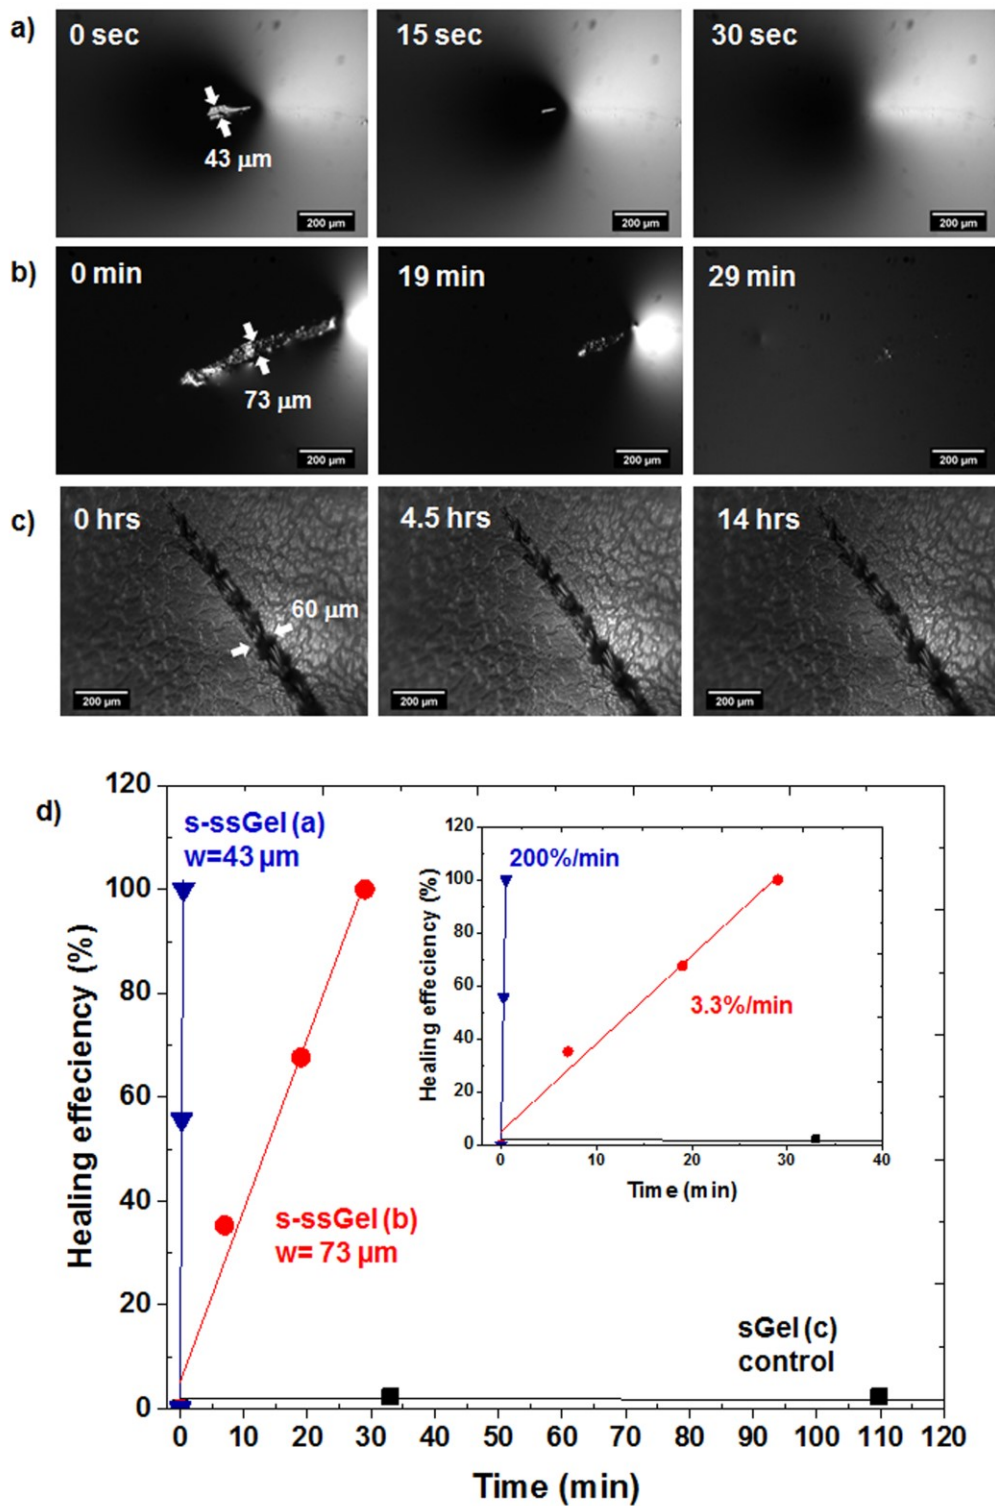 a)
0 sec
15 sec
30 sec
43 µm
200 µm
200 µm
200 µm
b)
0 min
19 min
29 min
73 µm
200 µm
200 µm
200 µm
c)
0 hrs
4.5 hrs
14 hrs
60 µm
200 µm
200 µm
200 µm
d)
120
100
80
60
40
20
0
Healing effeciency (%)
s-ssGel (a)
w=43 µm
s-ssGel (b)
w= 73 µm
sGel (c)
control
120
100
80
60
40
20
0
Healing effeciency (%)
200%/min
3.3%/min
0 10 20 30 40
Time (min)
0 10 20 30 40 50 60 70 80 90 100 110 120
Time (min)